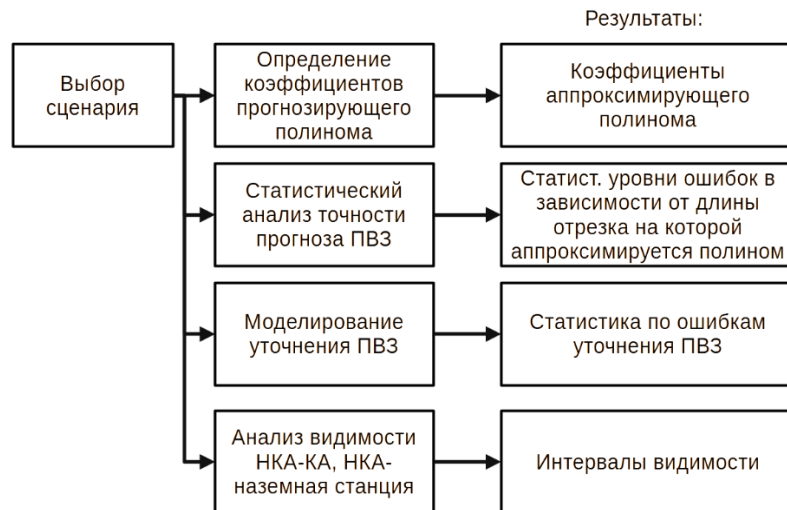 Результаты:
Выбор
сценария
Определение
коэффициентов
прогнозирующего
полинома
Коэффициенты
аппроксимирующего
полинома
Статистический
анализ точности
прогноза ПВЗ
Статист. уровни ошибок в
зависимости от длины
отрезка на которой
аппроксимируется полином
Моделирование
уточнения ПВЗ
Статистика по ошибкам
уточнения ПВЗ
Анализ видимости
НКА-КА, НКА-
наземная станция
Интервалы видимости